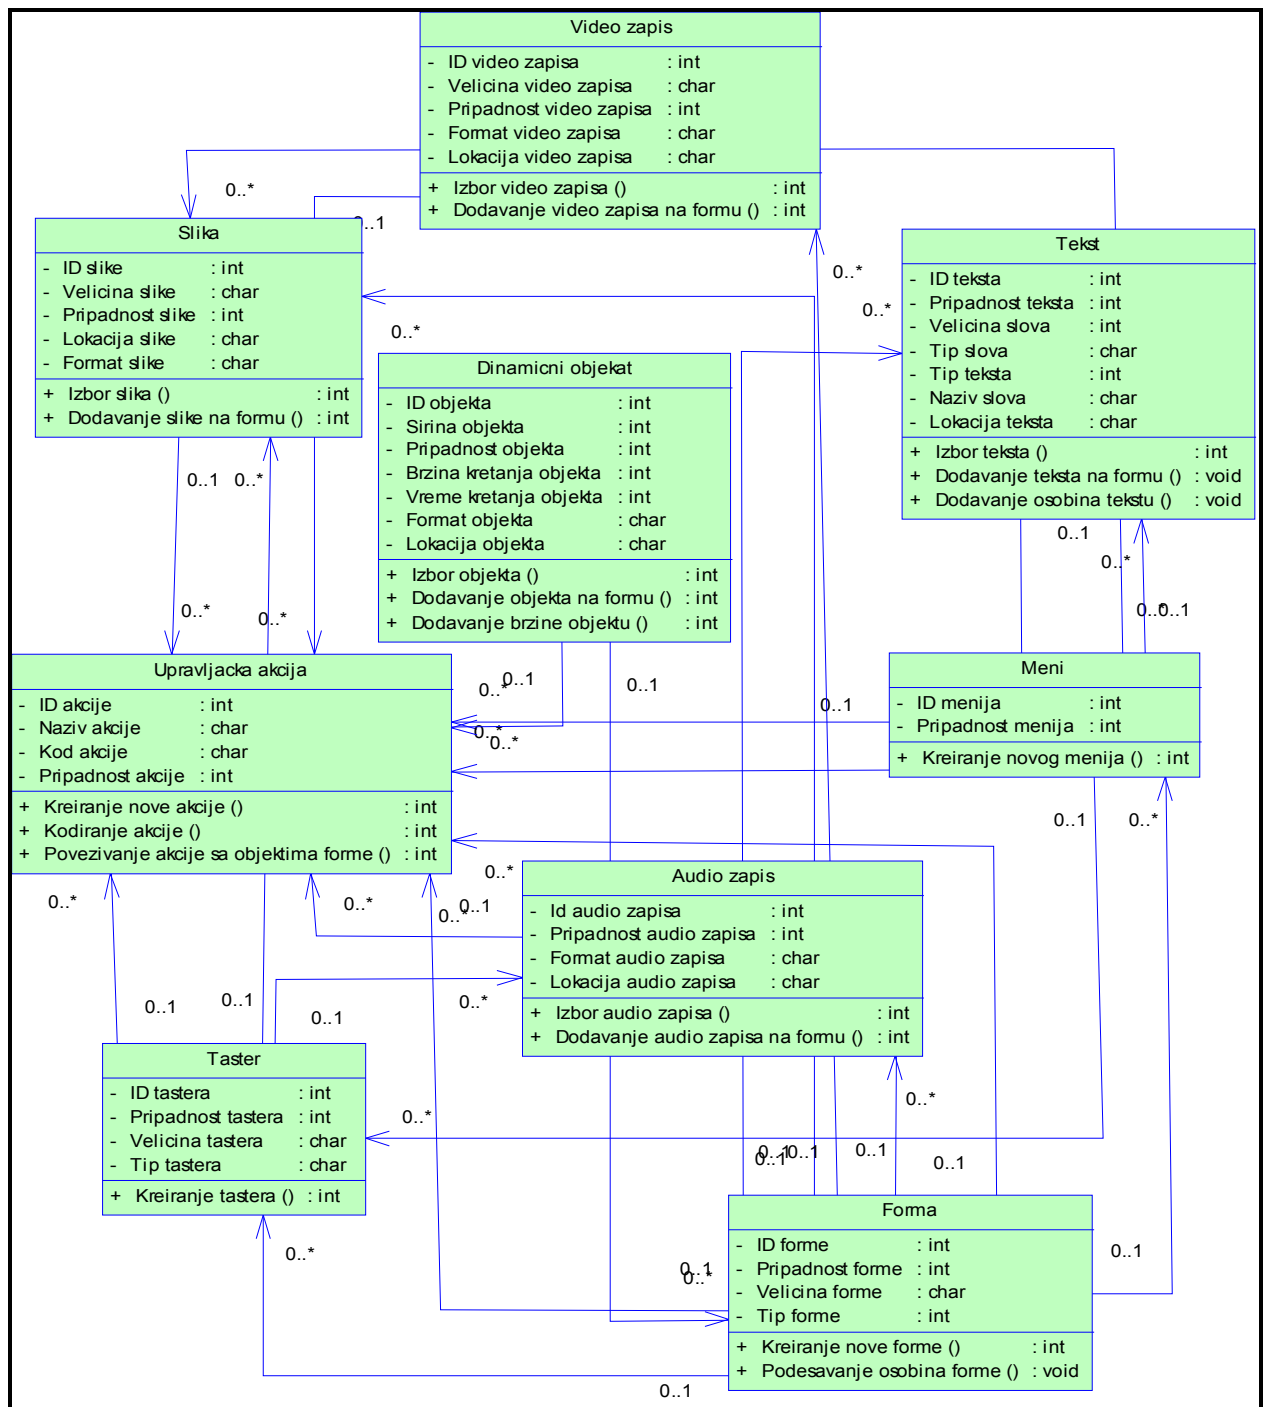 Video zapis
- ID video zapisa : int
- Velicina video zapisa : char
- Pripadnost video zapisa : int
- Format video zapisa : char
- Lokacija video zapisa : char
+ Izbor video zapisa () : int
+ Dodavanje video zapisa na formu () : int
0..*
0..1
Slika
- ID slike : int
- Velicina slike : char
- Pripadnost slike : int
- Lokacija slike : char
- Format slike : char
+ Izbor slika () : int
+ Dodavanje slike na formu () : int
0..*
0..*
0..*
Tekst
- ID teksta : int
- Pripadnost teksta : int
- Velicina slova : int
- Tip slova : char
- Tip teksta : int
- Naziv slova : char
- Lokacija teksta : char
+ Izbor teksta () : int
+ Dodavanje teksta na formu () : void
+ Dodavanje osobina tekstu () : void
Dinamicni objekat
- ID objekta : int
- Sirina objekta : int
- Pripadnost objekta : int
- Brzina kretanja objekta : int
- Vreme kretanja objekta : int
- Format objekta : char
- Lokacija objekta : char
+ Izbor objekta () : int
+ Dodavanje objekta na formu () : int
+ Dodavanje brzine objektu () : int
0..1 0..*
0..* 0..*
0..1
0..*
0..* 0..1
Upravljacka akcija
- ID akcije : int
- Naziv akcije : char
- Kod akcije : char
- Pripadnost akcije : int
+ Kreiranje nove akcije () : int
+ Kodiranje akcije () : int
+ Povezivanje akcije sa objektima forme () : int
0..* 0..1 0..1
0..* 0..* 0..1
Meni
- ID menija : int
- Pripadnost menija : int
+ Kreiranje novog menija () : int
0..1 0..*
0..*
0..* 0..* 0..* 0..1
Audio zapis
- Id audio zapisa : int
- Pripadnost audio zapisa : int
- Format audio zapisa : char
- Lokacija audio zapisa : char
+ Izbor audio zapisa () : int
+ Dodavanje audio zapisa na formu () : int
0..1 0..1 0..1 0..*
Taster
- ID tastera : int
- Pripadnost tastera : int
- Velicina tastera : char
- Tip tastera : char
+ Kreiranje tastera () : int
0..* 0..*
0..1 0..1 0..1 0..1
0..*
0..1
0..*
0..1
Forma
- ID forme : int
- Pripadnost forme : int
- Velicina forme : char
- Tip forme : int
+ Kreiranje nove forme () : int
+ Podesavanje osobina forme () : void
0..1